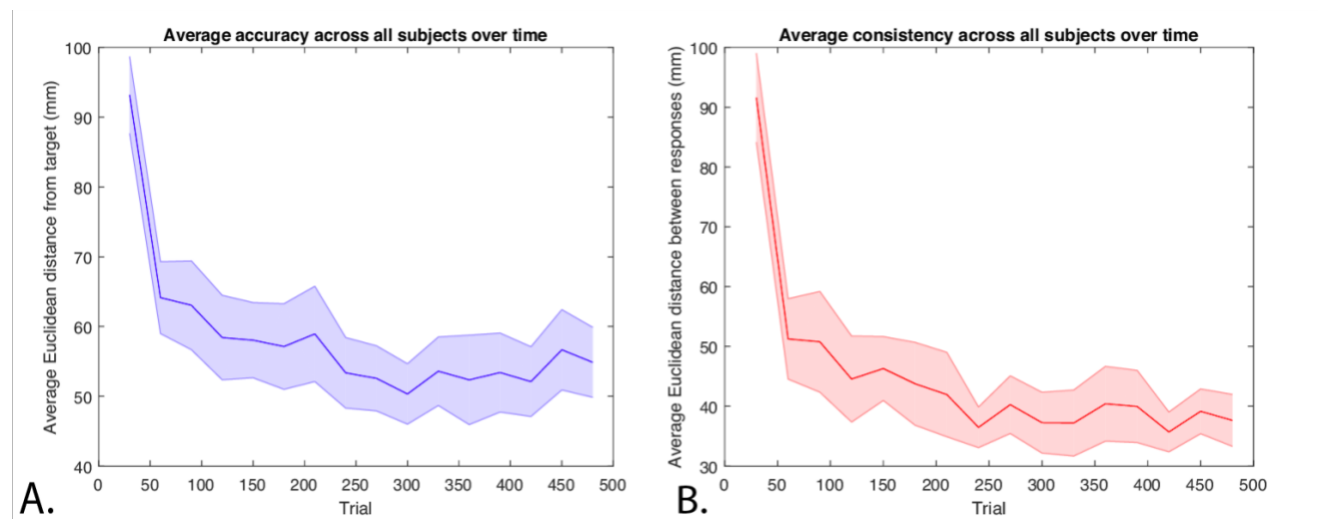 Average accuracy across all subjects over time
Average Euclidean distance from target (mm)
100
90
80
70
60
50
40
0 50 100 150 200 250 300 350 400 450 500
Trial
A.
Average consistency across all subjects over time
Average Euclidean distance between responses (mm)
100
90
80
70
60
50
40
30
0 50 100 150 200 250 300 350 400 450 500
Trial
B.